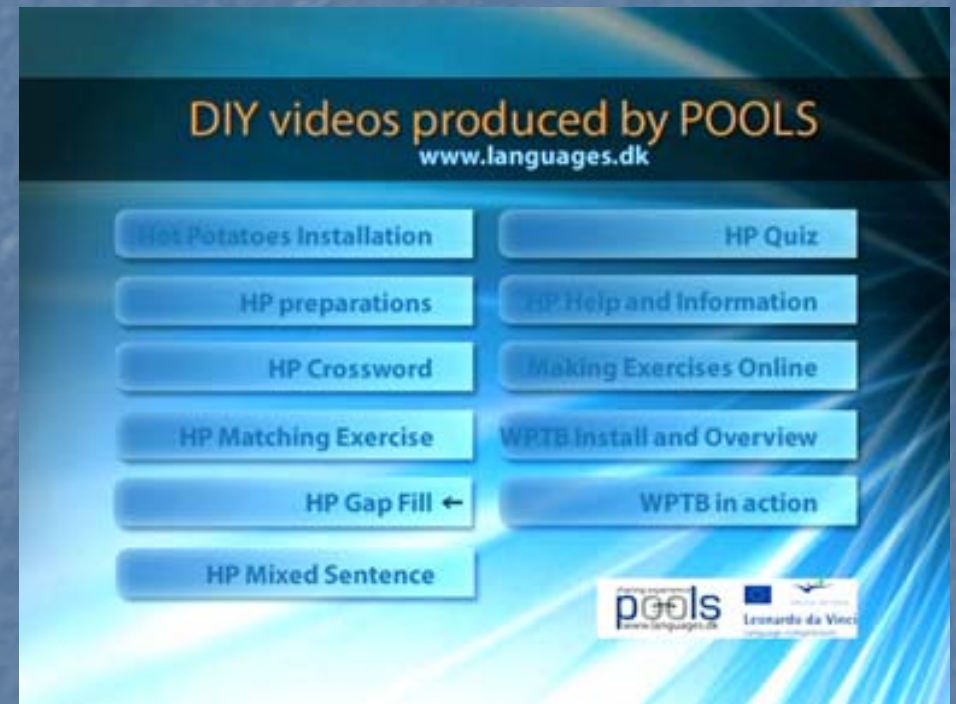 DIY videos produced by POOLS
www.languages.dk
Hot Potatoes Installation
HP preparations
HP Crossword
HP Matching Exercise
HP Gap Fill ←
HP Mixed Sentence
HP Quiz
HP Help and Information
Making Exercises Online
WPTB Install and Overview
WPTB in action
sharing experience
pools
www.languages.dk
Leonardo da Vinci